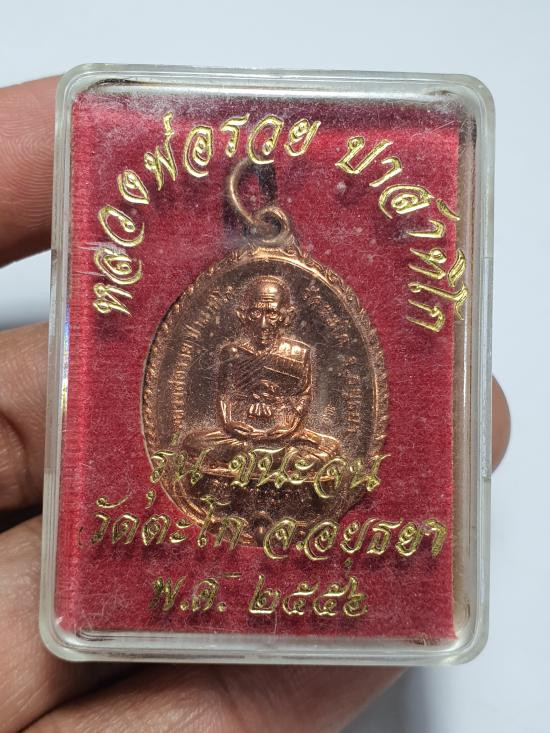 หลวงพ่อรวย ปาสาทิโก
รุ่น ชนะจน
วัดตะโก จ.อยุธยา
พ.ศ. ๒๕๕๖